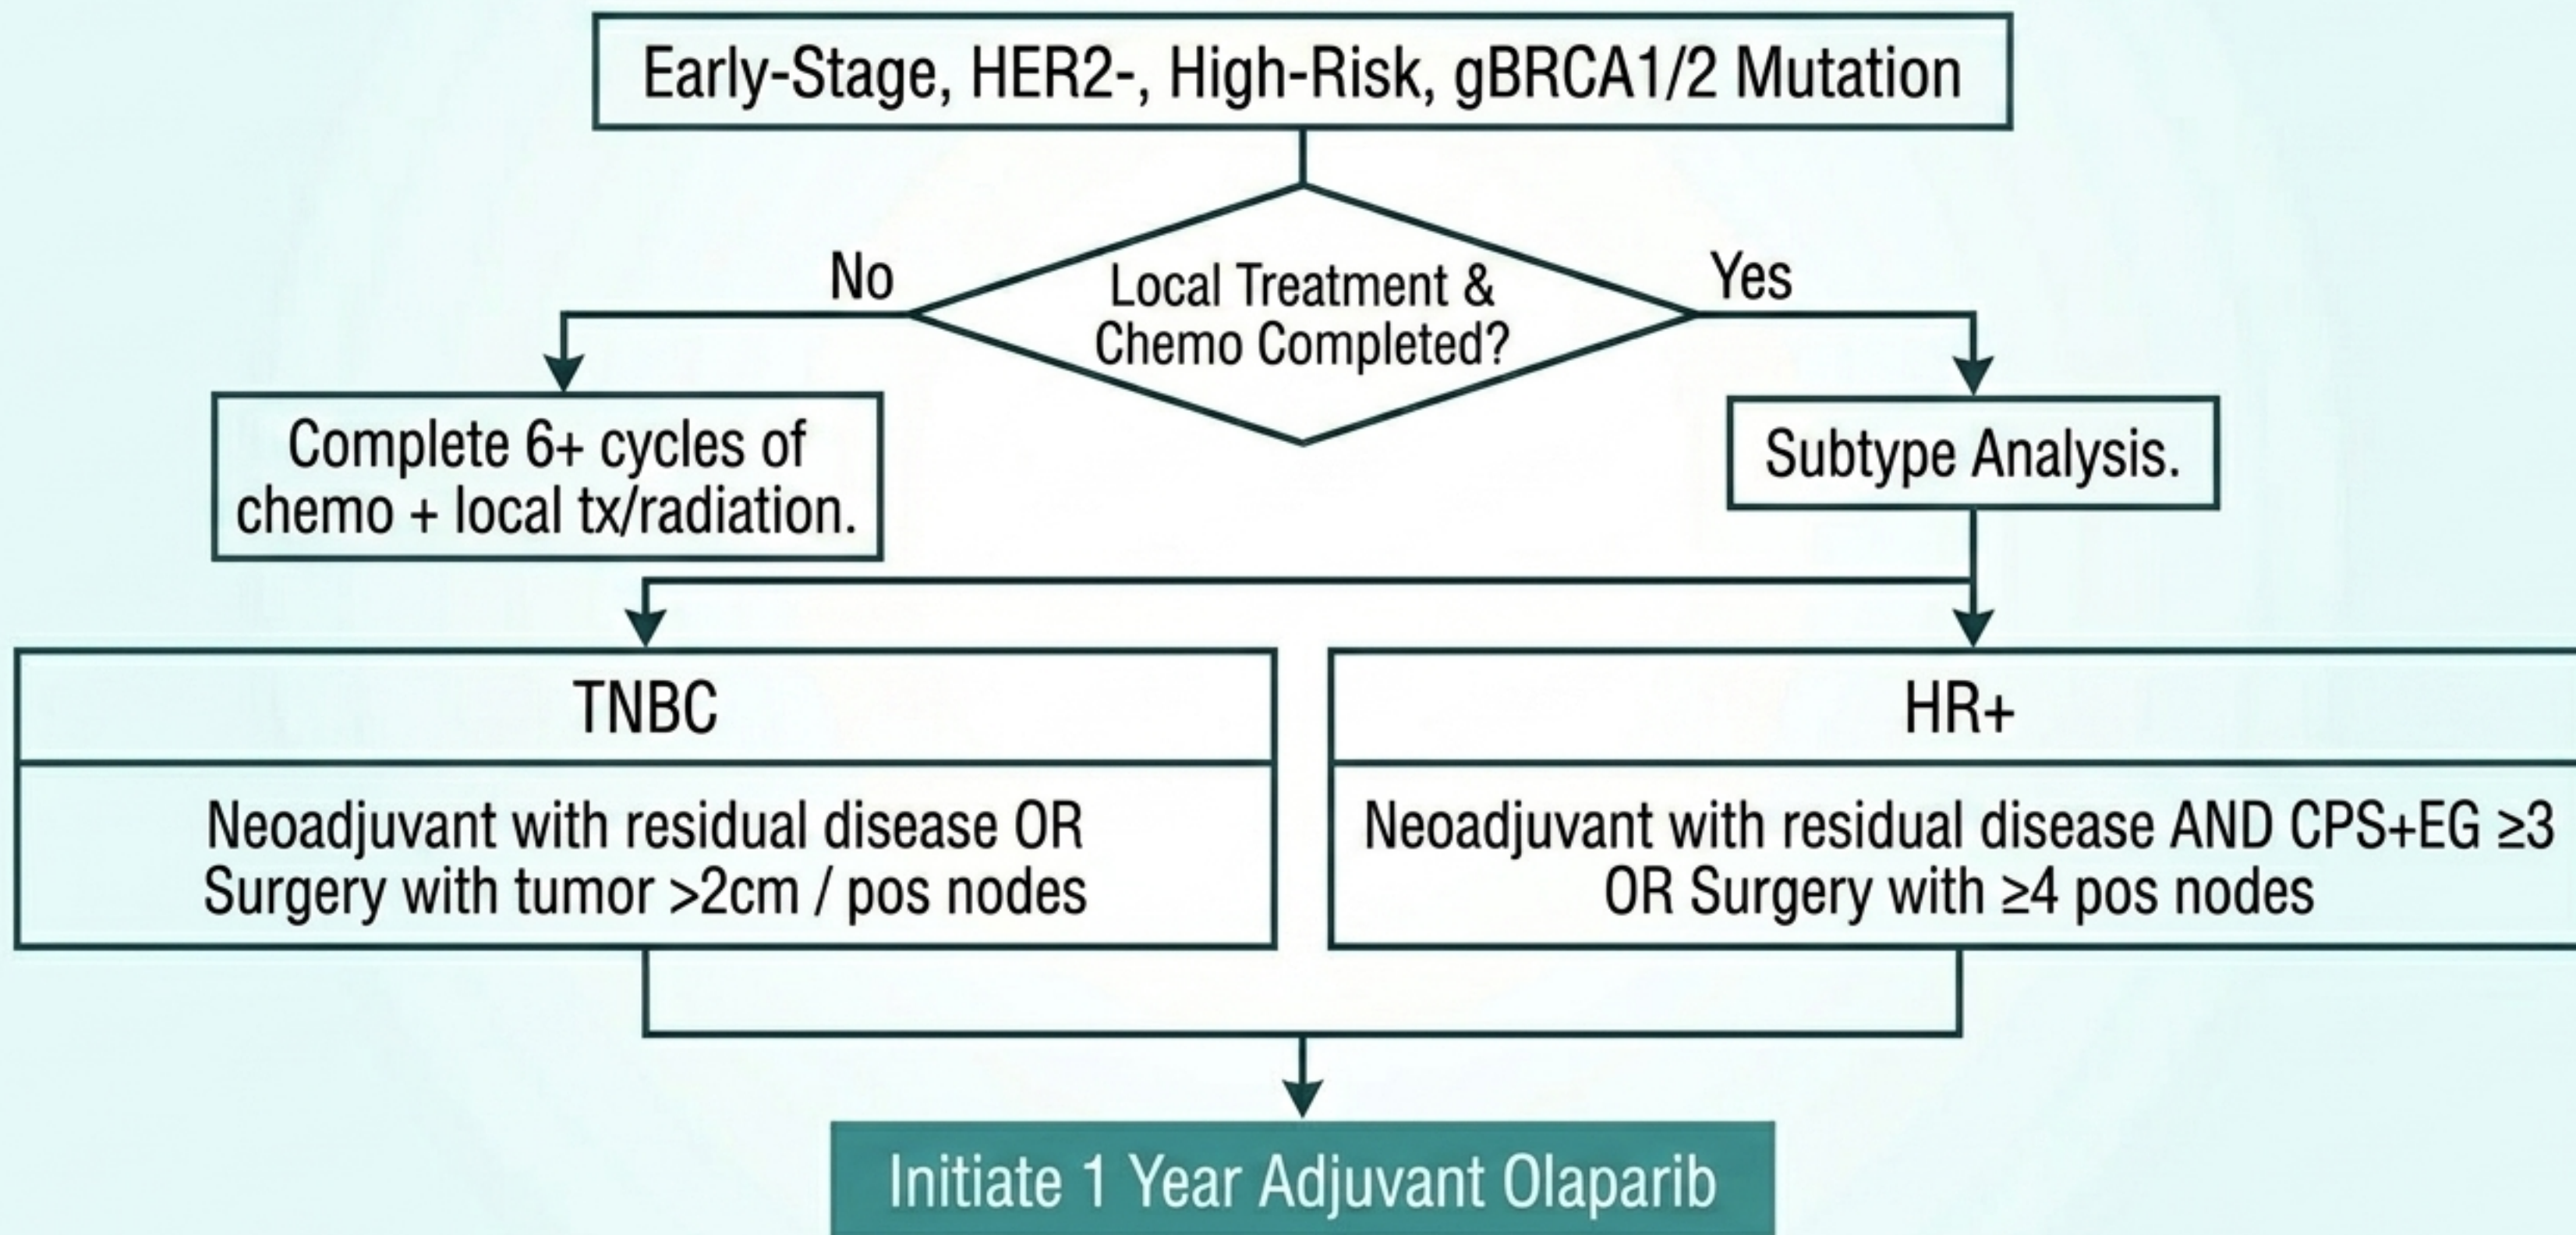 Early-Stage, HER2-, High-Risk, gBRCA1/2 Mutation
No
Local Treatment &
Chemo Completed?
Yes
Complete 6+ cycles of
chemo + local tx/radiation.
Subtype Analysis.
TNBC
Neoadjuvant with residual disease OR
Surgery with tumor >2cm / pos nodes
HR+
Neoadjuvant with residual disease AND CPS+EG ≥3
OR Surgery with ≥4 pos nodes
Initiate 1 Year Adjuvant Olaparib